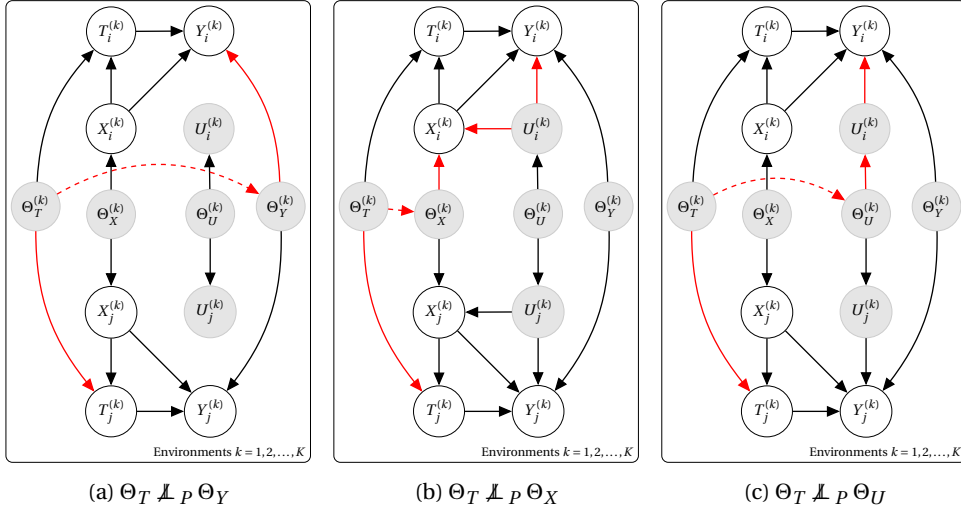 T_i^{(k)} Y_i^{(k)}
X_i^{(k)} U_i^{(k)}
Θ_T^{(k)} Θ_X^{(k)} Θ_U^{(k)} Θ_Y^{(k)}
X_j^{(k)} U_j^{(k)}
T_j^{(k)} Y_j^{(k)}
Environments k = 1,2,...,K
(a) Θ_T ⊥̸⊥ _P Θ_Y
T_i^{(k)} Y_i^{(k)}
X_i^{(k)} U_i^{(k)}
Θ_T^{(k)} Θ_X^{(k)} Θ_U^{(k)} Θ_Y^{(k)}
X_j^{(k)} U_j^{(k)}
T_j^{(k)} Y_j^{(k)}
Environments k = 1,2,...,K
(b) Θ_T ⊥̸⊥ _P Θ_X
T_i^{(k)} Y_i^{(k)}
X_i^{(k)} U_i^{(k)}
Θ_T^{(k)} Θ_X^{(k)} Θ_U^{(k)} Θ_Y^{(k)}
X_j^{(k)} U_j^{(k)}
T_j^{(k)} Y_j^{(k)}
Environments k = 1,2,...,K
(c) Θ_T ⊥̸⊥ _P Θ_U